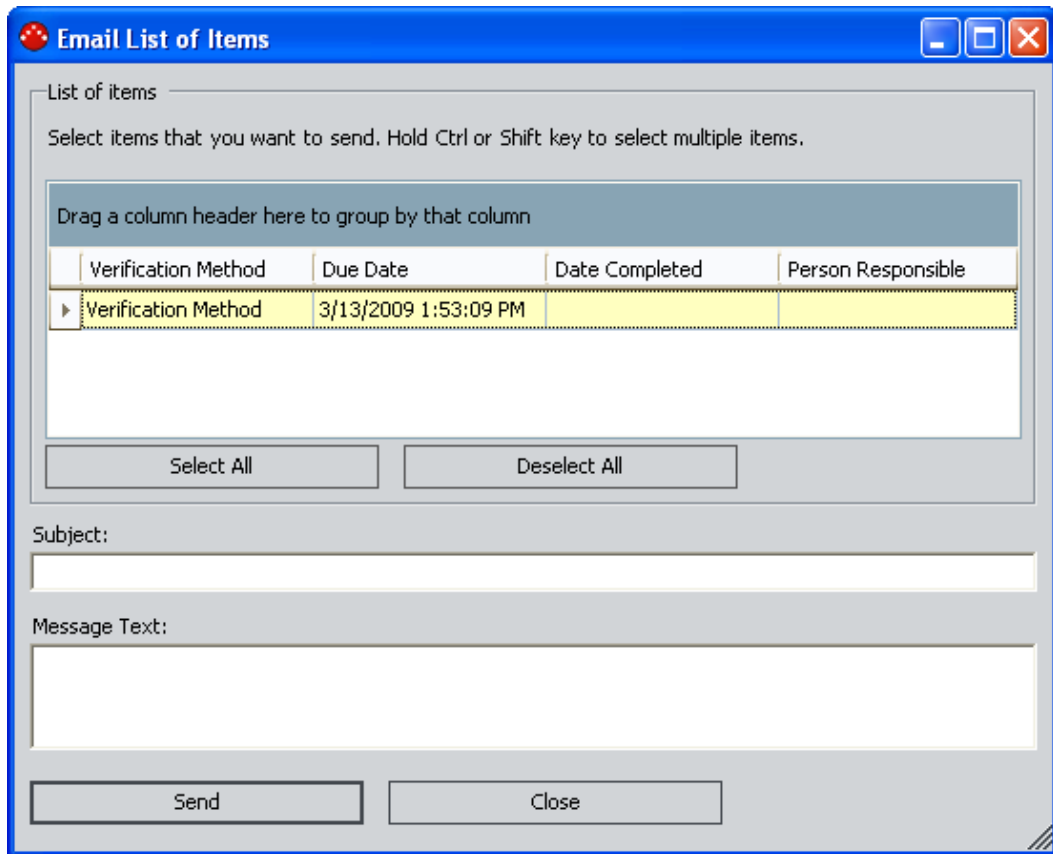 Email List of Items
List of items
Select items that you want to send. Hold Ctrl or Shift key to select multiple items.
Drag a column header here to group by that column
Verification Method Due Date Date Completed Person Responsible
Verification Method 3/13/2009 1:53:09 PM
Select All Deselect All
Subject:
Message Text:
Send Close